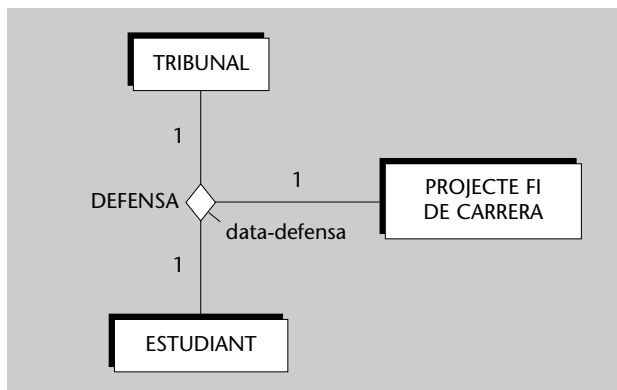 TRIBUNAL
1
1
DEFENSA
PROJECTE FI
DE CARRERA
data-defensa
1
ESTUDIANT